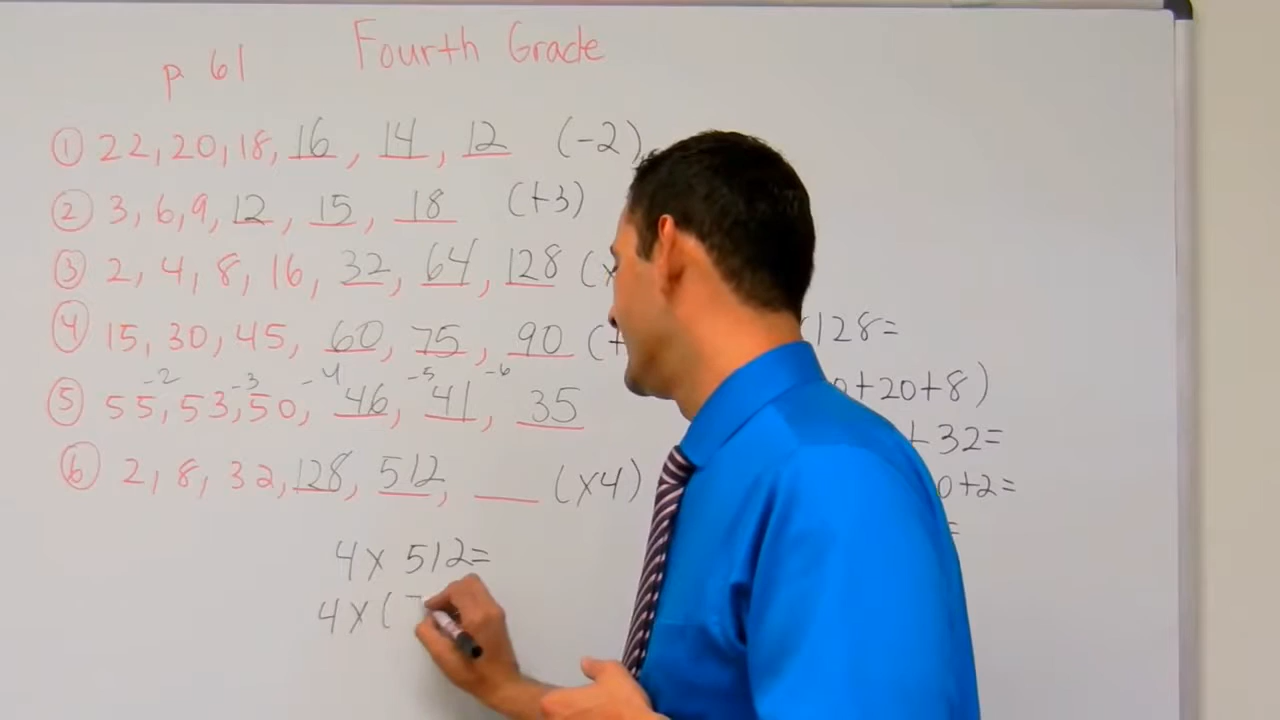 Fourth Grade
p 61
① 22, 20, 18, 16, 14, 12 (-2)
② 3, 6, 9, 12, 15, 18 (+3)
③ 2, 4, 8, 16, 32, 64, 128 (x
④ 15, 30, 45, 60, 75, 90 (+
-2 -3 -4 -5 -6
⑤ 55, 53, 50, 46, 41, 35
⑥ 2, 8, 32, 128, 512, ___ (x4)
4 x 512=
4 x (
128=
0+20+8)
+32=
0+2=
=